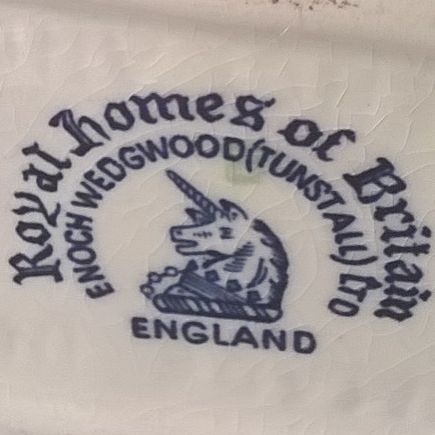 Royal homes of Britain
ENOCH WEDGWOOD (TUNSTALL) LTD
ENGLAND